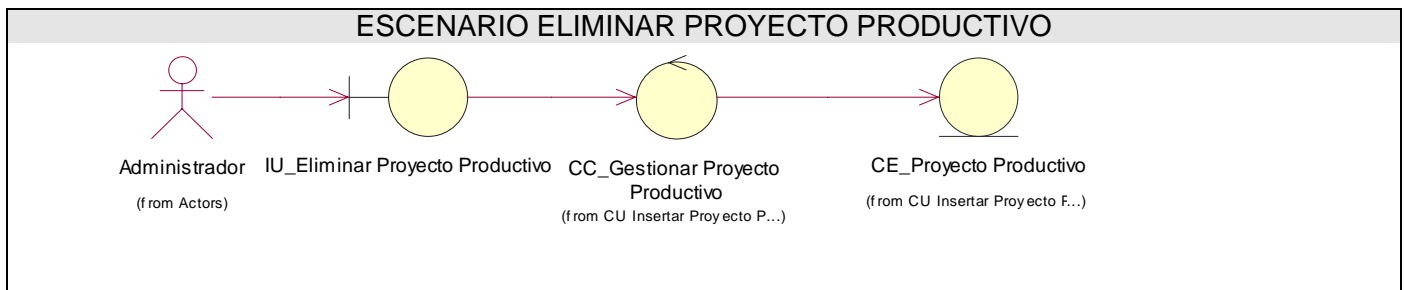 ESCENARIO ELIMINAR PROYECTO PRODUCTIVO
Administrador
(from Actors)
IU_Eliminar Proyecto Productivo
CC_Gestionar Proyecto
Productivo
(from CU Insertar Proyecto P...)
CE_Proyecto Productivo
(from CU Insertar Proyecto P...)